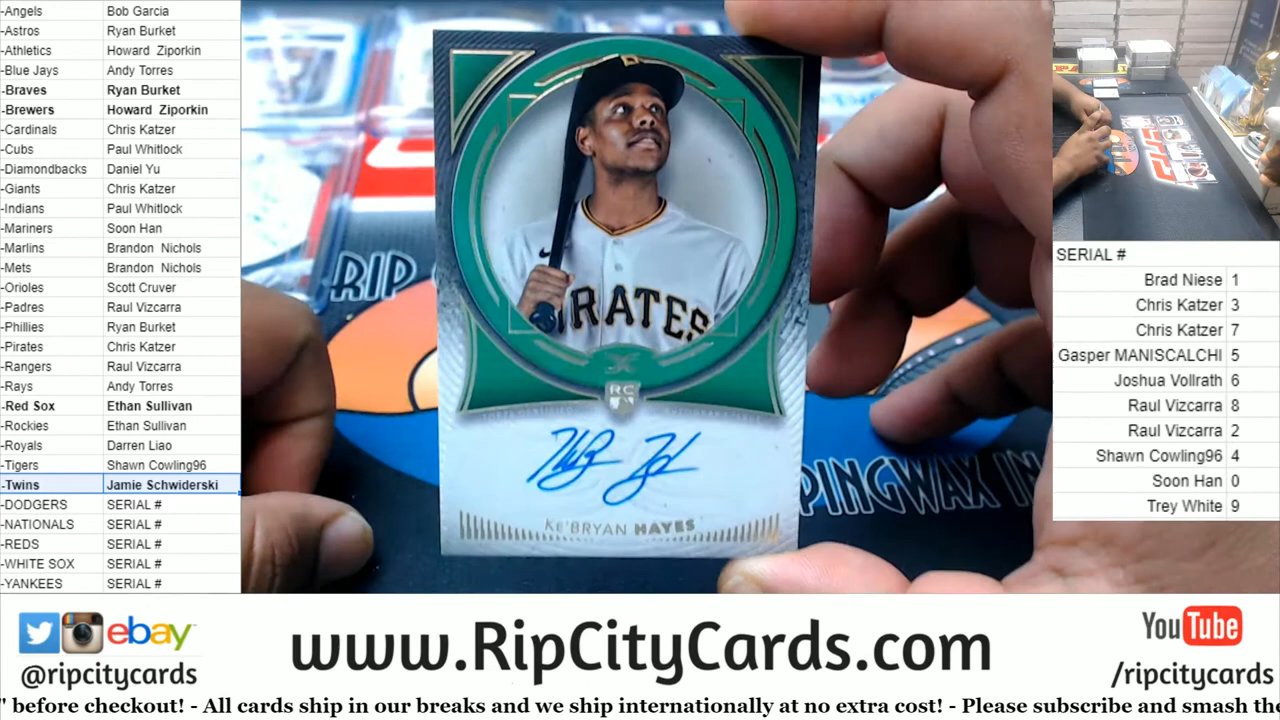 -Angels Bob Garcia
-Astros Ryan Burket
-Athletics Howard Ziporkin
-Blue Jays Andy Torres
-Braves Ryan Burket
-Brewers Howard Ziporkin
-Cardinals Chris Katzer
-Cubs Paul Whitlock
-Diamondbacks Daniel Yu
-Giants Chris Katzer
-Indians Paul Whitlock
-Mariners Soon Han
-Marlins Brandon Nichols
-Mets Brandon Nichols
-Orioles Scott Cruver
-Padres Raul Vizcarra
-Phillies Ryan Burket
-Pirates Chris Katzer
-Rangers Raul Vizcarra
-Rays Andy Torres
-Red Sox Ethan Sullivan
-Rockies Ethan Sullivan
-Royals Darren Liao
-Tigers Shawn Cowling96
-Twins Jamie Schwiderski
-DODGERS SERIAL #
-NATIONALS SERIAL #
-REDS SERIAL #
-WHITE SOX SERIAL #
-YANKEES SERIAL #
RIP
IRATES
RC
KE'BRYAN HAYES
PINGWAX IN
SERIAL #
Brad Niese 1
Chris Katzer 3
Chris Katzer 7
Gasper MANISCALCHI 5
Joshua Vollrath 6
Raul Vizcarra 8
Raul Vizcarra 2
Shawn Cowling96 4
Soon Han 0
Trey White 9
ebay
@ripcitycards
www.RipCityCards.com
YouTube
/ripcitycards
" before checkout! - All cards ship in our breaks and we ship internationally at no extra cost! - Please subscribe and smash the